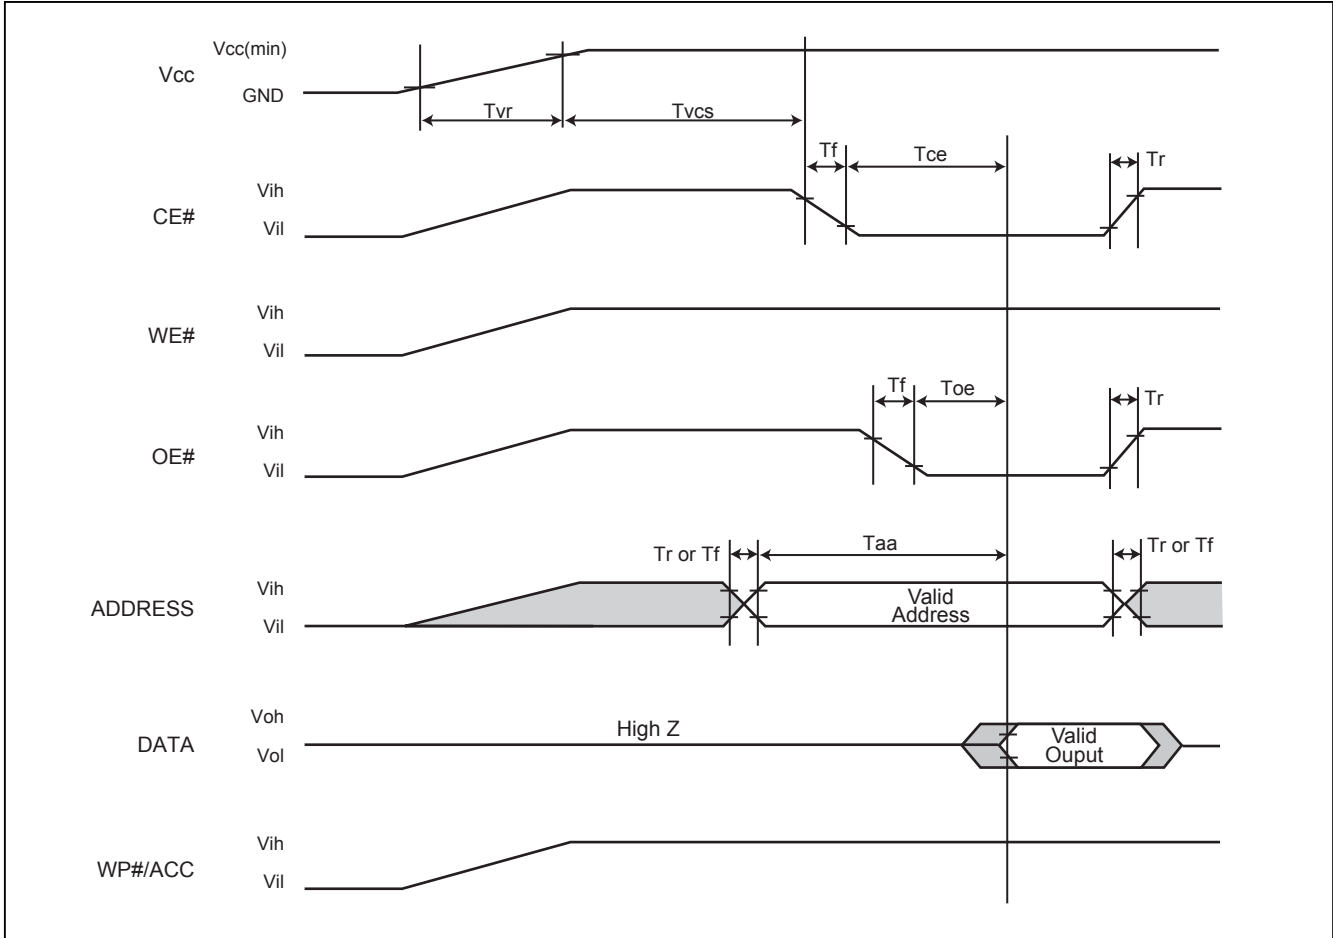 Vcc(min)
Vcc
GND
Tvr
Tvcs
Tf
Tce
Tr
Vih
CE#
Vil
Vih
WE#
Vil
Tf
Toe
Tr
Vih
OE#
Vil
Tr or Tf
Taa
Tr or Tf
Vih
ADDRESS
Vil
Valid
Address
Voh
DATA
Vol
High Z
Valid
Ouput
Vih
WP#/ACC
Vil